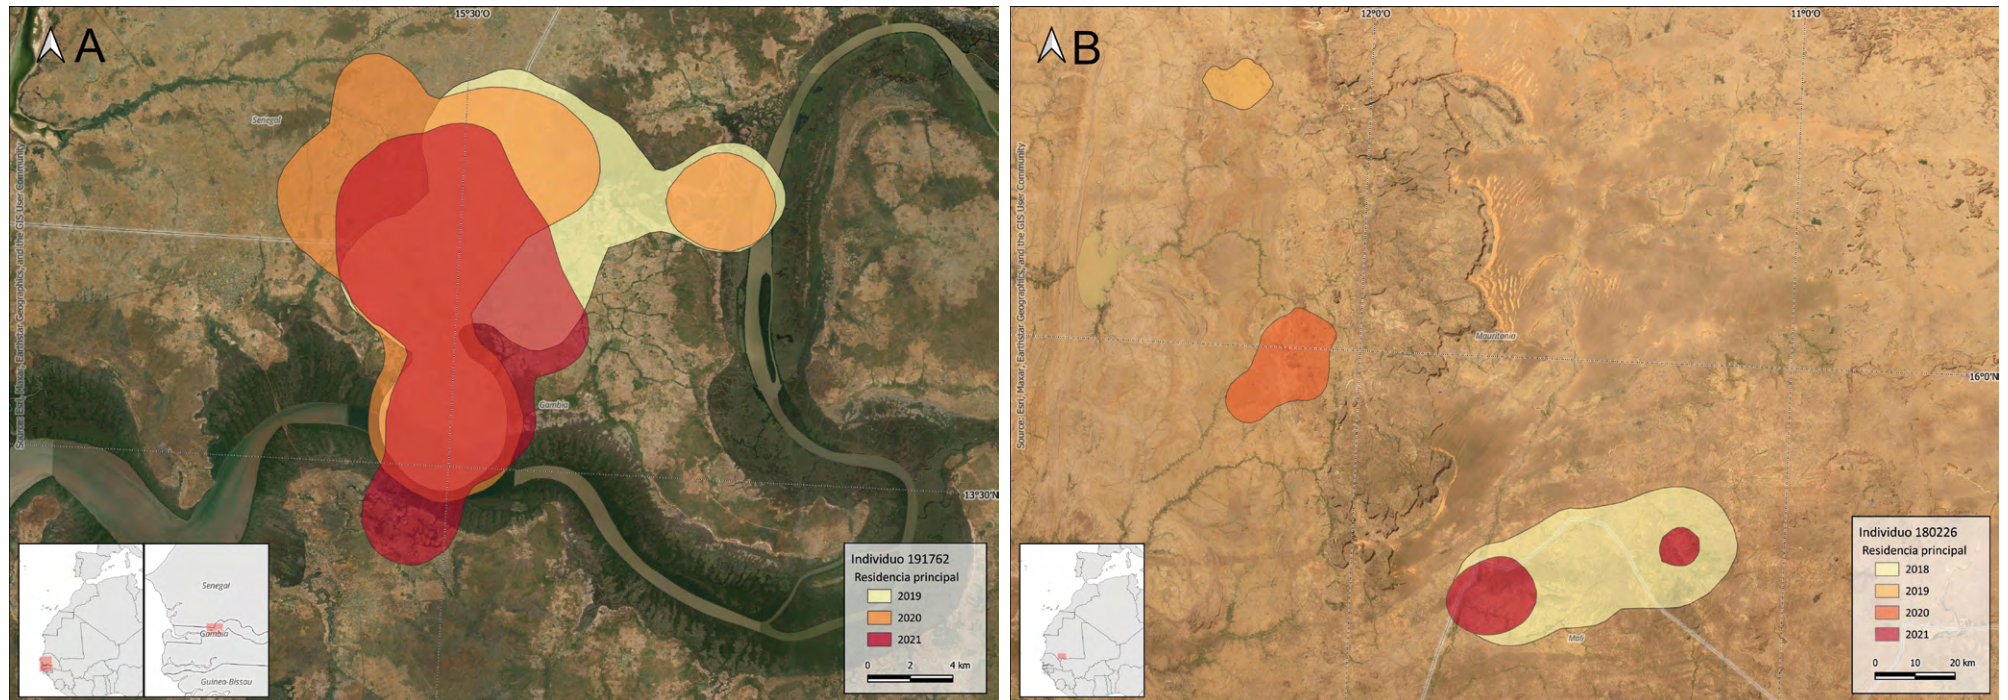 A
15°30'O
Senegal
Source: Esri, Maxar, Earthstar Geographics, and the GIS User Community
Gambia
13°30'N
Senegal
Gambia
Guinea-Bissau
Individuo 191762
Residencia principal
2019
2020
2021
0 2 4 km
B
12°0'O
11°0'O
Source: Esri, Maxar, Earthstar Geographics, and the GIS User Community
Mauritania
16°0'N
Mali
Individuo 180226
Residencia principal
2018
2019
2020
2021
0 10 20 km